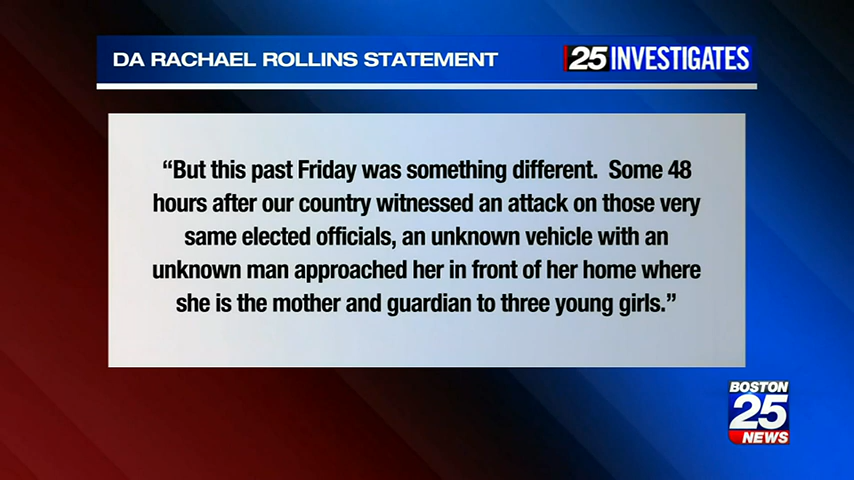 DA RACHAEL ROLLINS STATEMENT
25 INVESTIGATES
“But this past Friday was something different.  Some 48
hours after our country witnessed an attack on those very
same elected officials, an unknown vehicle with an
unknown man approached her in front of her home where
she is the mother and guardian to three young girls.”
BOSTON
25
NEWS